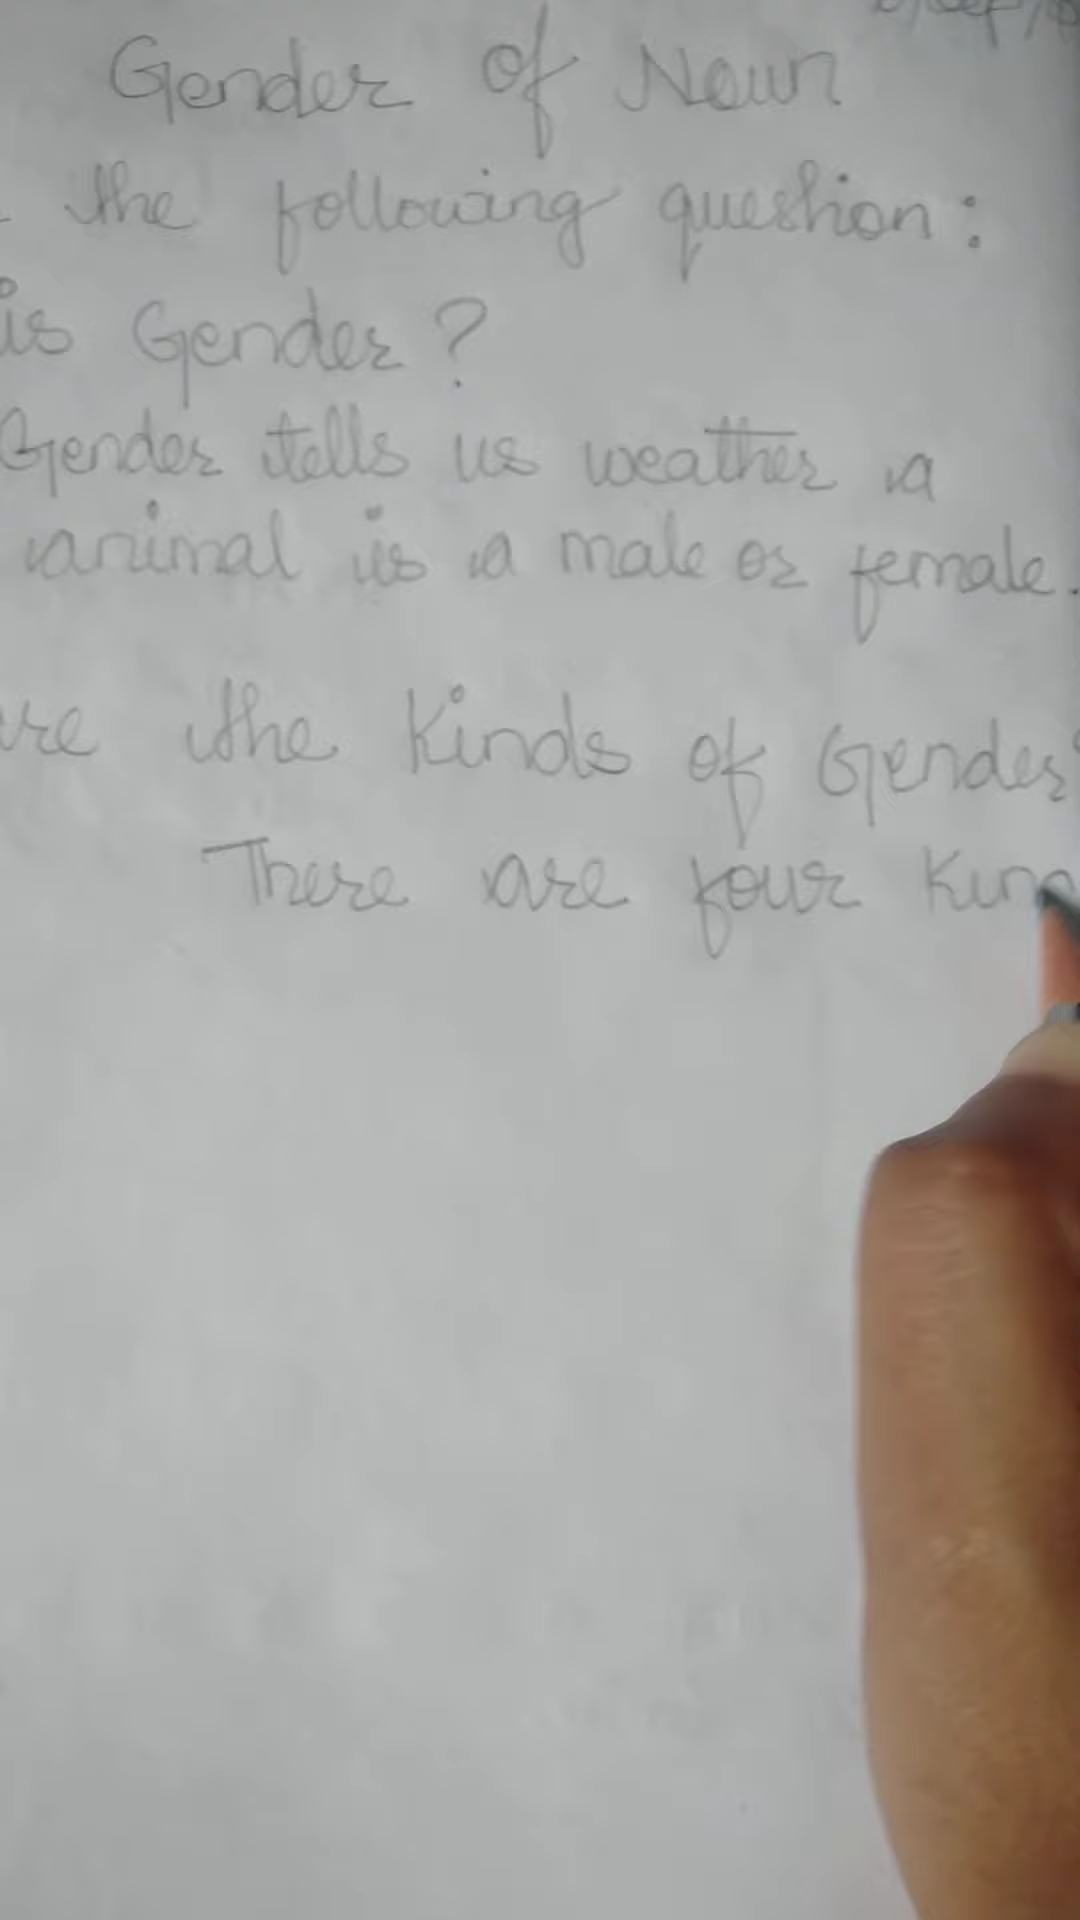 Gender of Noun
the following question:
is Gender?
Gender tells us weather a
animal is a male or female.
the Kinds of Gender
There are four Kin